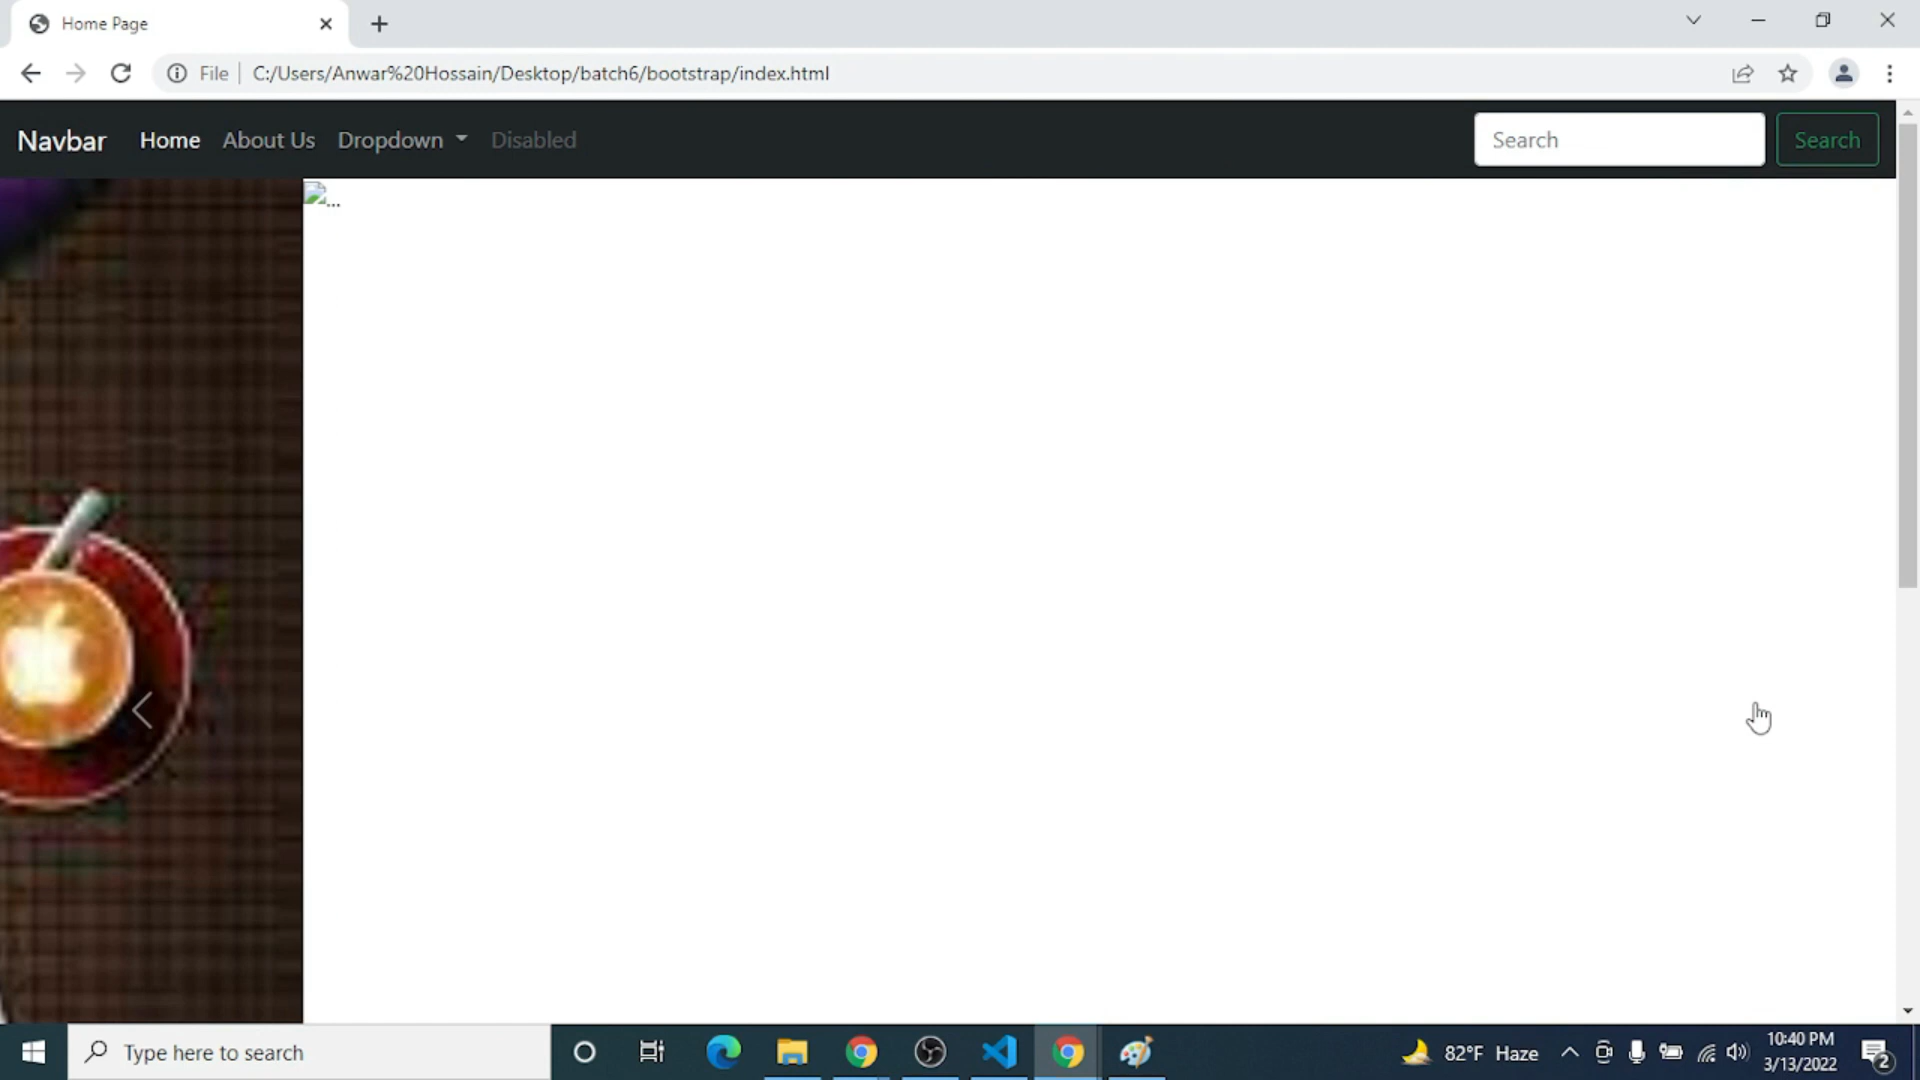 Home Page
File C:/Users/Anwar%20Hossain/Desktop/batch6/bootstrap/index.html
Navbar Home About Us Dropdown Disabled Search Search
...
Type here to search 82°F Haze 10:40 PM
3/13/2022 2